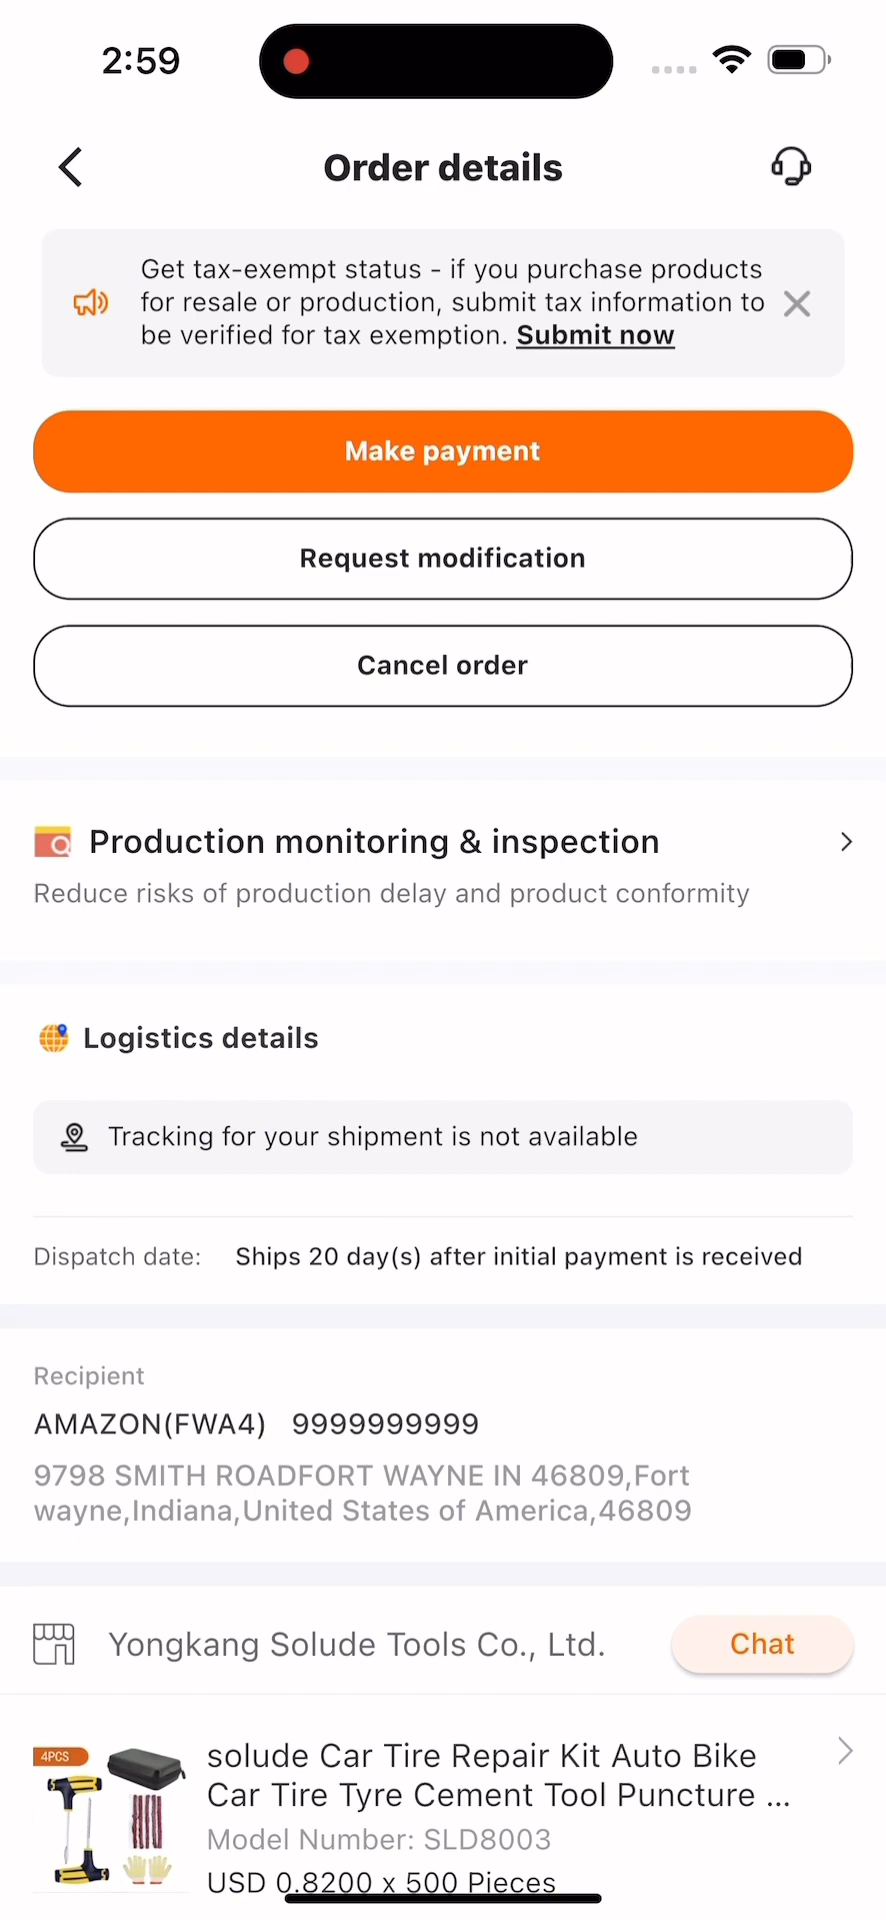 2:59
Order details
Get tax-exempt status - if you purchase products
for resale or production, submit tax information to
be verified for tax exemption. Submit now
Make payment
Request modification
Cancel order
Production monitoring & inspection
Reduce risks of production delay and product conformity
Logistics details
Tracking for your shipment is not available
Dispatch date: Ships 20 day(s) after initial payment is received
Recipient
AMAZON(FWA4) 9999999999
9798 SMITH ROADFORT WAYNE IN 46809,Fort
wayne,Indiana,United States of America,46809
Yongkang Solude Tools Co., Ltd.
Chat
4PCS
solude Car Tire Repair Kit Auto Bike
Car Tire Tyre Cement Tool Puncture ...
Model Number: SLD8003
USD 0.8200 x 500 Pieces